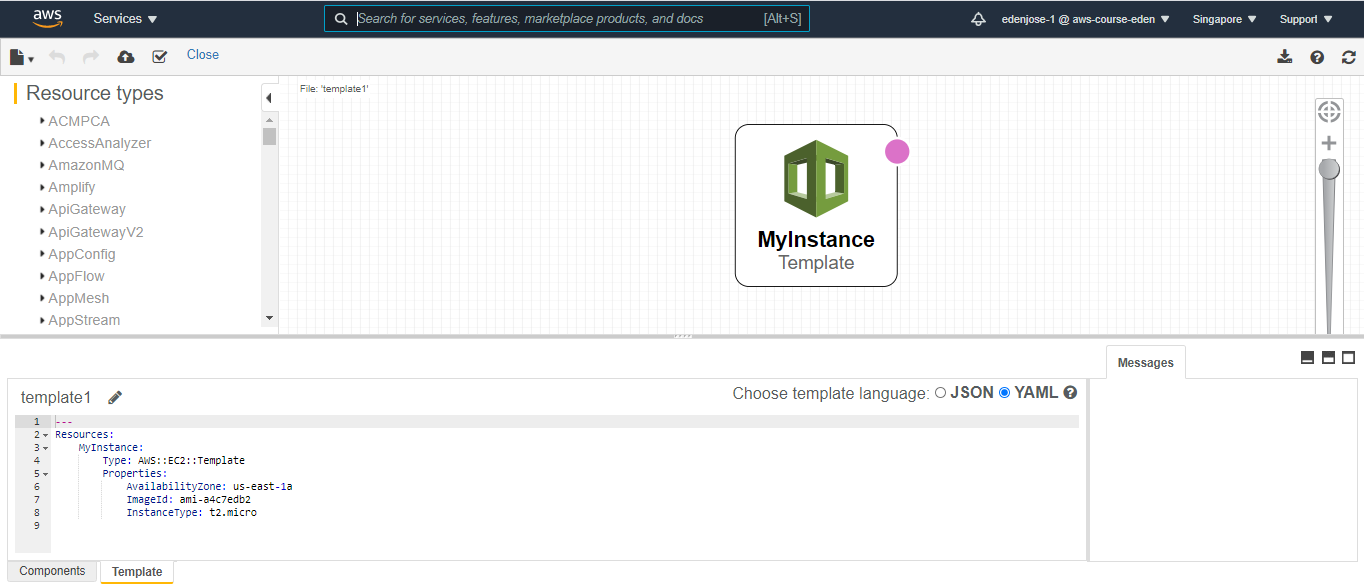 aws
Services
Search for services, features, marketplace products, and docs
[Alt+S]
edenjose-1 @ aws-course-eden
Singapore
Support
Close
Resource types
ACMPCA
AccessAnalyzer
AmazonMQ
Amplify
ApiGateway
ApiGatewayV2
AppConfig
AppFlow
AppMesh
AppStream
File: 'template1'
MyInstance
Template
Messages
template1
Choose template language: JSON YAML
1 ---
2 Resources:
3 MyInstance:
4 Type: AWS::EC2::Template
5 Properties:
6 AvailabilityZone: us-east-1a
7 ImageId: ami-a4c7edb2
8 InstanceType: t2.micro
9
Components
Template